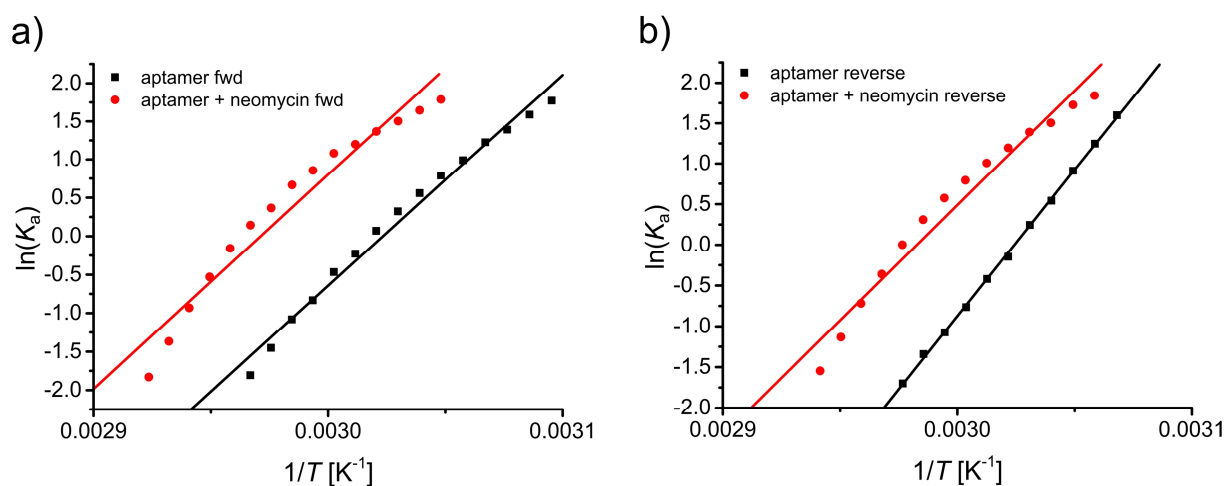 a)
aptamer fwd
aptamer + neomycin fwd
ln(Ka)
2.0
1.5
1.0
0.5
0.0
-0.5
-1.0
-1.5
-2.0
0.0029
0.0030
0.0031
1/T [K-1]
b)
aptamer reverse
aptamer + neomycin reverse
ln(Ka)
2.0
1.5
1.0
0.5
0.0
-0.5
-1.0
-1.5
-2.0
0.0029
0.0030
0.0031
1/T [K-1]